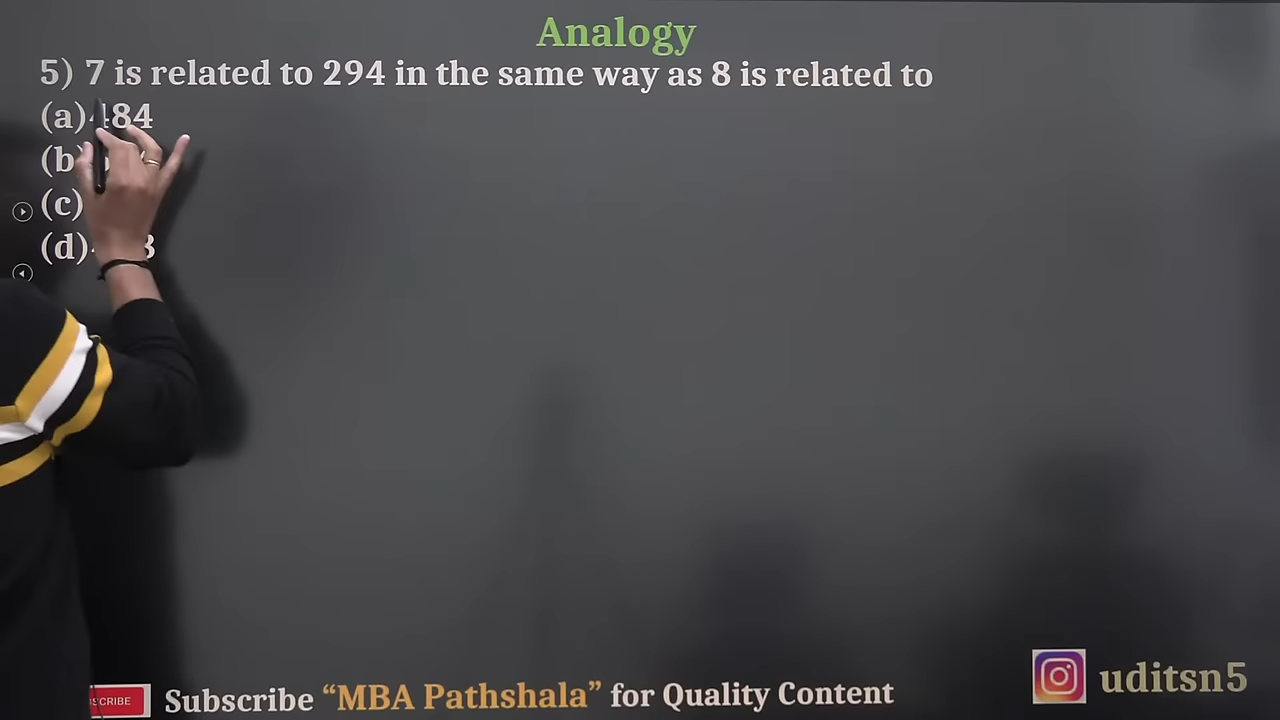 Analogy
5) 7 is related to 294 in the same way as 8 is related to
(a) 484
(b)
(c)
(d)
Subscribe “MBA Pathshala” for Quality Content
uditsn5